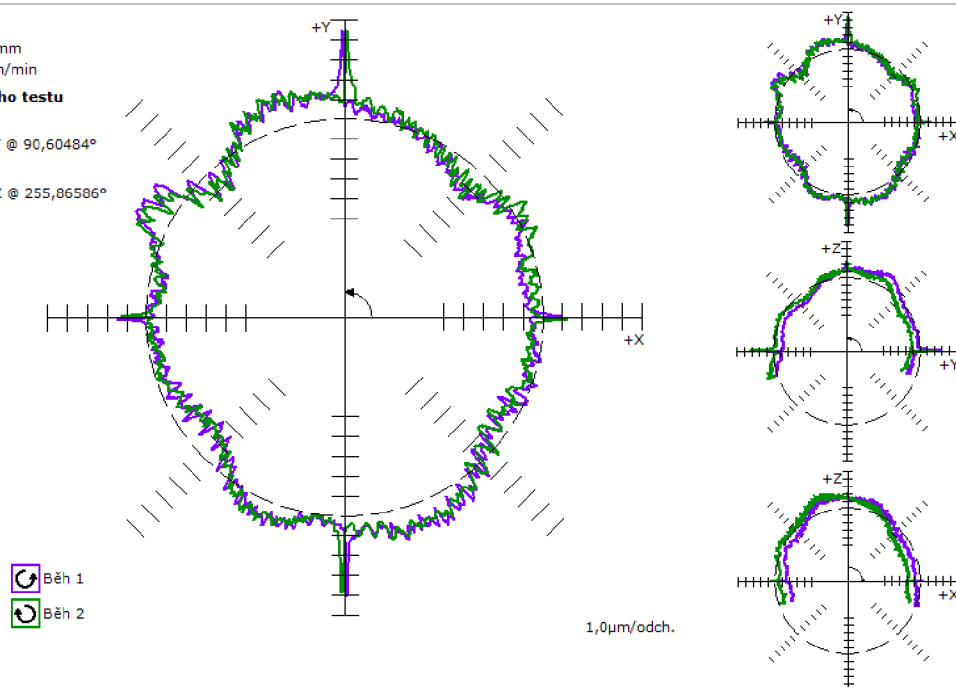 mm
/min
ho testu
@ 90,60484°
@ 255,86586°
+Y
+X
Běh 1
Běh 2
1,0µm/odch.
+Y
+X
+Z
+Y
+Z
+X